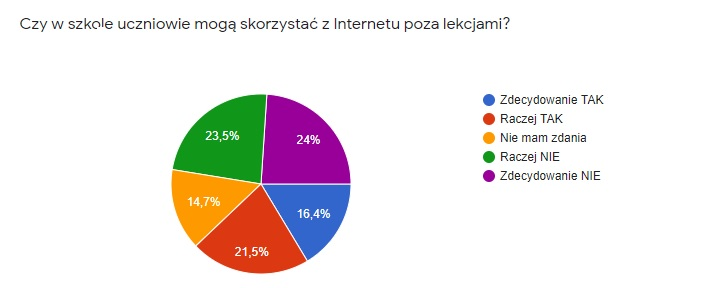 Czy w szkole uczniowie mogą skorzystać z Internetu poza lekcjami?
Zdecydowanie TAK
Raczej TAK
Nie mam zdania
Raczej NIE
Zdecydowanie NIE
23,5%
24%
14,7%
16,4%
21,5%